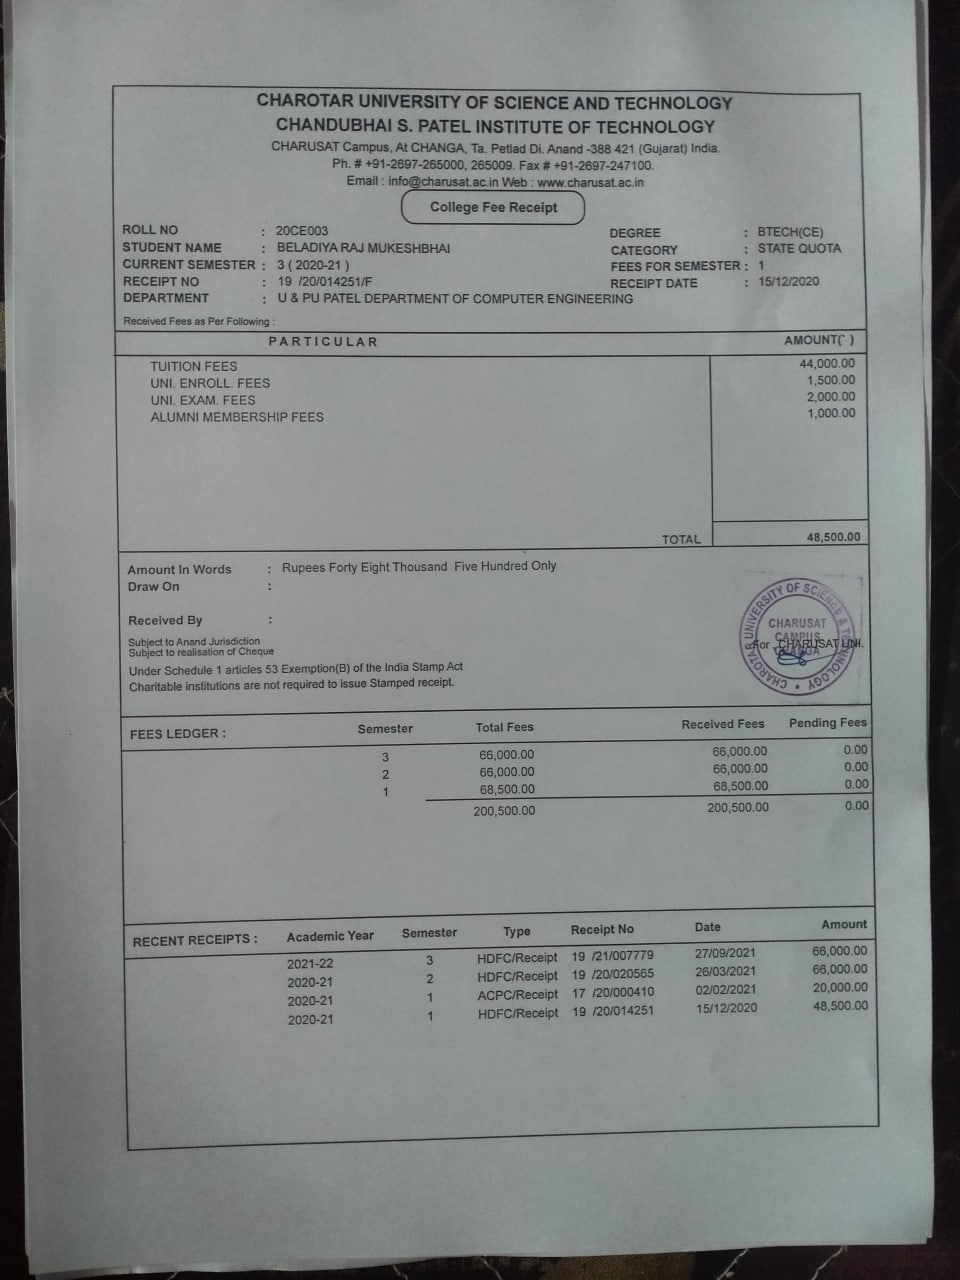 CHAROTAR UNIVERSITY OF SCIENCE AND TECHNOLOGY
CHANDUBHAI S. PATEL INSTITUTE OF TECHNOLOGY
CHARUSAT Campus, At CHANGA, Ta. Petlad Di. Anand -388 421 (Gujarat) India.
Ph. # +91-2697-265000, 265009. Fax # +91-2697-247100.
Email : info@charusat.ac.in Web : www.charusat.ac.in
College Fee Receipt
ROLL NO : 20CE003 DEGREE : BTECH(CE)
STUDENT NAME : BELADIYA RAJ MUKESHBHAI CATEGORY : STATE QUOTA
CURRENT SEMESTER : 3 ( 2020-21 ) FEES FOR SEMESTER : 1
RECEIPT NO : 19 /20/014251/F RECEIPT DATE : 15/12/2020
DEPARTMENT : U & PU PATEL DEPARTMENT OF COMPUTER ENGINEERING
Received Fees as Per Following :
PARTICULAR AMOUNT(` )
TUITION FEES 44,000.00
UNI. ENROLL. FEES 1,500.00
UNI. EXAM. FEES 2,000.00
ALUMNI MEMBERSHIP FEES 1,000.00
TOTAL 48,500.00
Amount In Words : Rupees Forty Eight Thousand Five Hundred Only
Draw On :
Received By :
Subject to Anand Jurisdiction
Subject to realisation of Cheque
Under Schedule 1 articles 53 Exemption(B) of the India Stamp Act
Charitable institutions are not required to issue Stamped receipt.
CHAROTAR UNIVERSITY OF SCIENCE & TECHNOLOGY
CHARUSAT
CAMPUS
For CHARUSAT UNI.
FEES LEDGER : Semester Total Fees Received Fees Pending Fees
3 66,000.00 66,000.00 0.00
2 66,000.00 66,000.00 0.00
1 68,500.00 68,500.00 0.00
200,500.00 200,500.00 0.00
RECENT RECEIPTS : Academic Year Semester Type Receipt No Date Amount
2021-22 3 HDFC/Receipt 19 /21/007779 27/09/2021 66,000.00
2020-21 2 HDFC/Receipt 19 /20/020565 26/03/2021 66,000.00
2020-21 1 ACPC/Receipt 17 /20/000410 02/02/2021 20,000.00
2020-21 1 HDFC/Receipt 19 /20/014251 15/12/2020 48,500.00